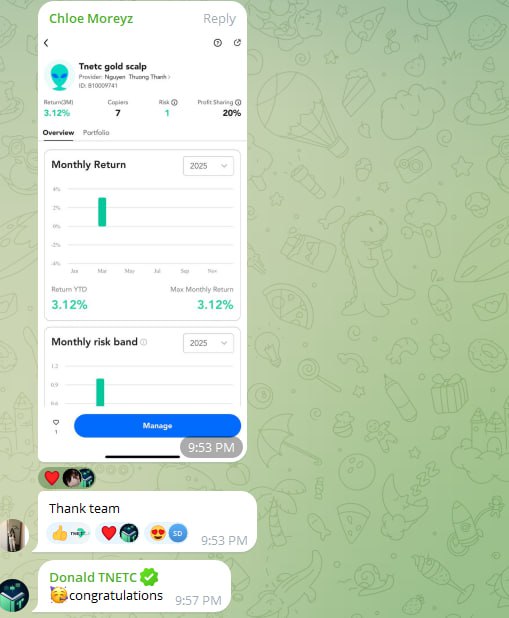 Chloe Moreyz Reply
Tnetc gold scalp
Provider: Nguyen Thuong Thanh
ID: B10009741
Return(3M) Copiers Risk Profit Sharing
3.12% 7 1 20%
Overview Portfolio
Monthly Return 2025
4%
2%
0%
-2%
-4%
Jan Mar May Jul Sep Nov
Return YTD Max Monthly Return
3.12% 3.12%
Monthly risk band 2025
1.2
0.9
0.6
1
Manage
9:53 PM
Thank team
SD 9:53 PM
Donald TNETC
congratulations 9:57 PM